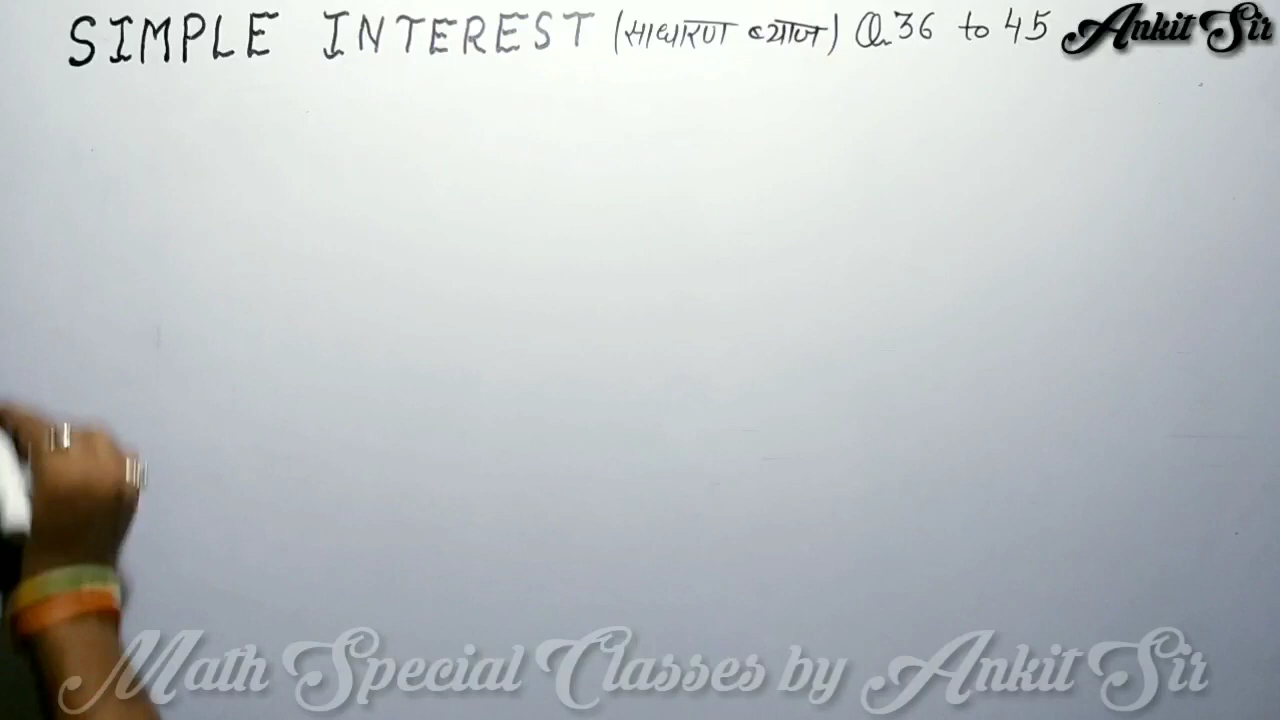 SIMPLE INTEREST (साधारण ब्याज) Q.36 to 45 Ankit Sir
Math Special Classes by Ankit Sir